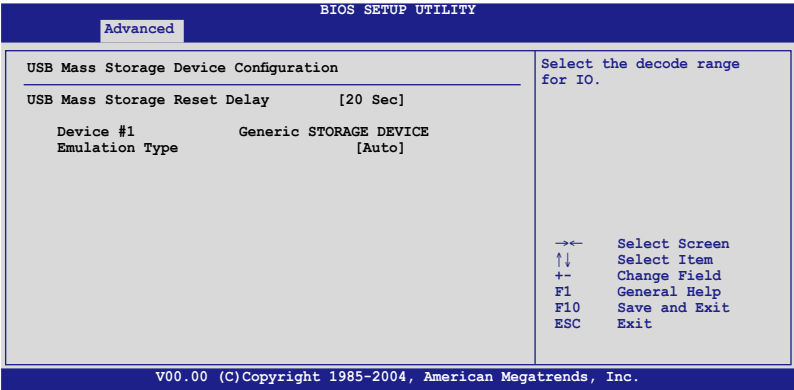 BIOS SETUP UTILITY
Advanced
USB Mass Storage Device Configuration
USB Mass Storage Reset Delay [20 Sec]
Device #1 Generic STORAGE DEVICE
Emulation Type [Auto]
Select the decode range
for IO.
→← Select Screen
↑↓ Select Item
+- Change Field
F1 General Help
F10 Save and Exit
ESC Exit
V00.00 (C)Copyright 1985-2004, American Megatrends, Inc.